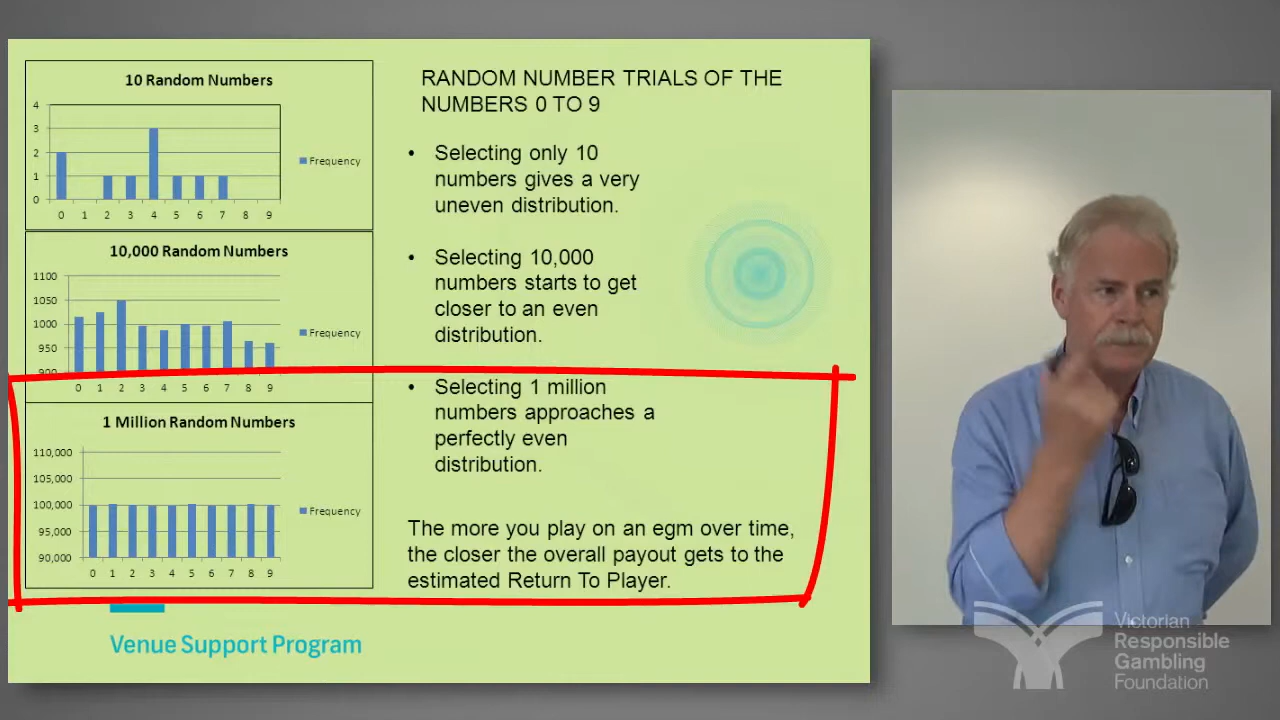 10 Random Numbers
4
3
2
1
0
0 1 2 3 4 5 6 7 8 9
Frequency
10,000 Random Numbers
1100
1050
1000
950
900
0 1 2 3 4 5 6 7 8 9
Frequency
1 Million Random Numbers
110,000
105,000
100,000
95,000
90,000
0 1 2 3 4 5 6 7 8 9
Frequency
RANDOM NUMBER TRIALS OF THE
NUMBERS 0 TO 9
• Selecting only 10
numbers gives a very
uneven distribution.
• Selecting 10,000
numbers starts to get
closer to an even
distribution.
• Selecting 1 million
numbers approaches a
perfectly even
distribution.
The more you play on an egm over time,
the closer the overall payout gets to the
estimated Return To Player.
Venue Support Program
Victorian
Responsible
Gambling
Foundation